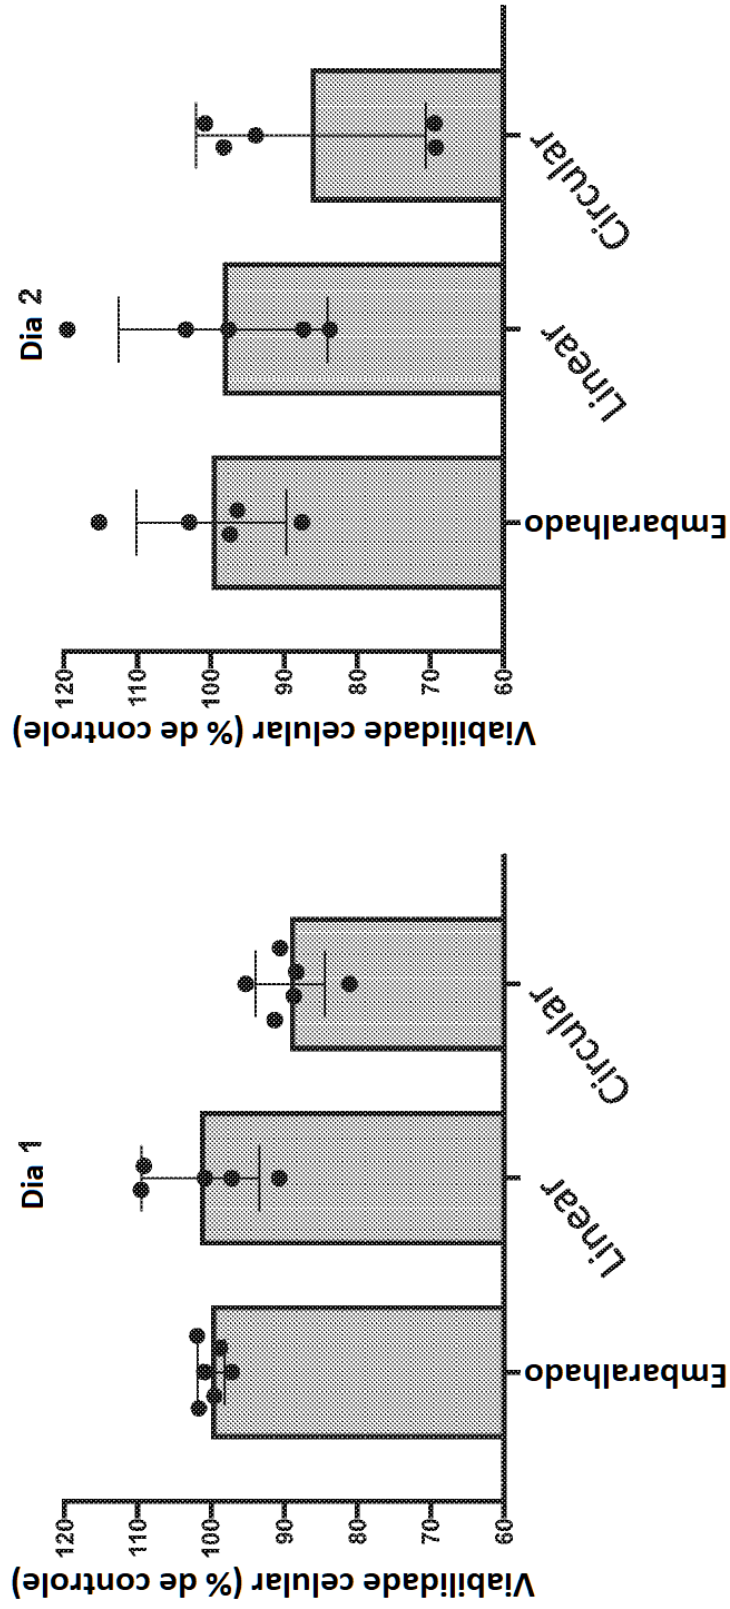 Dia 1
Viabilidade celular (% de controle)
120
110
100
90
80
70
60
Embaralhado
Linear
Circular
Dia 2
Viabilidade celular (% de controle)
120
110
100
90
80
70
60
Embaralhado
Linear
Circular